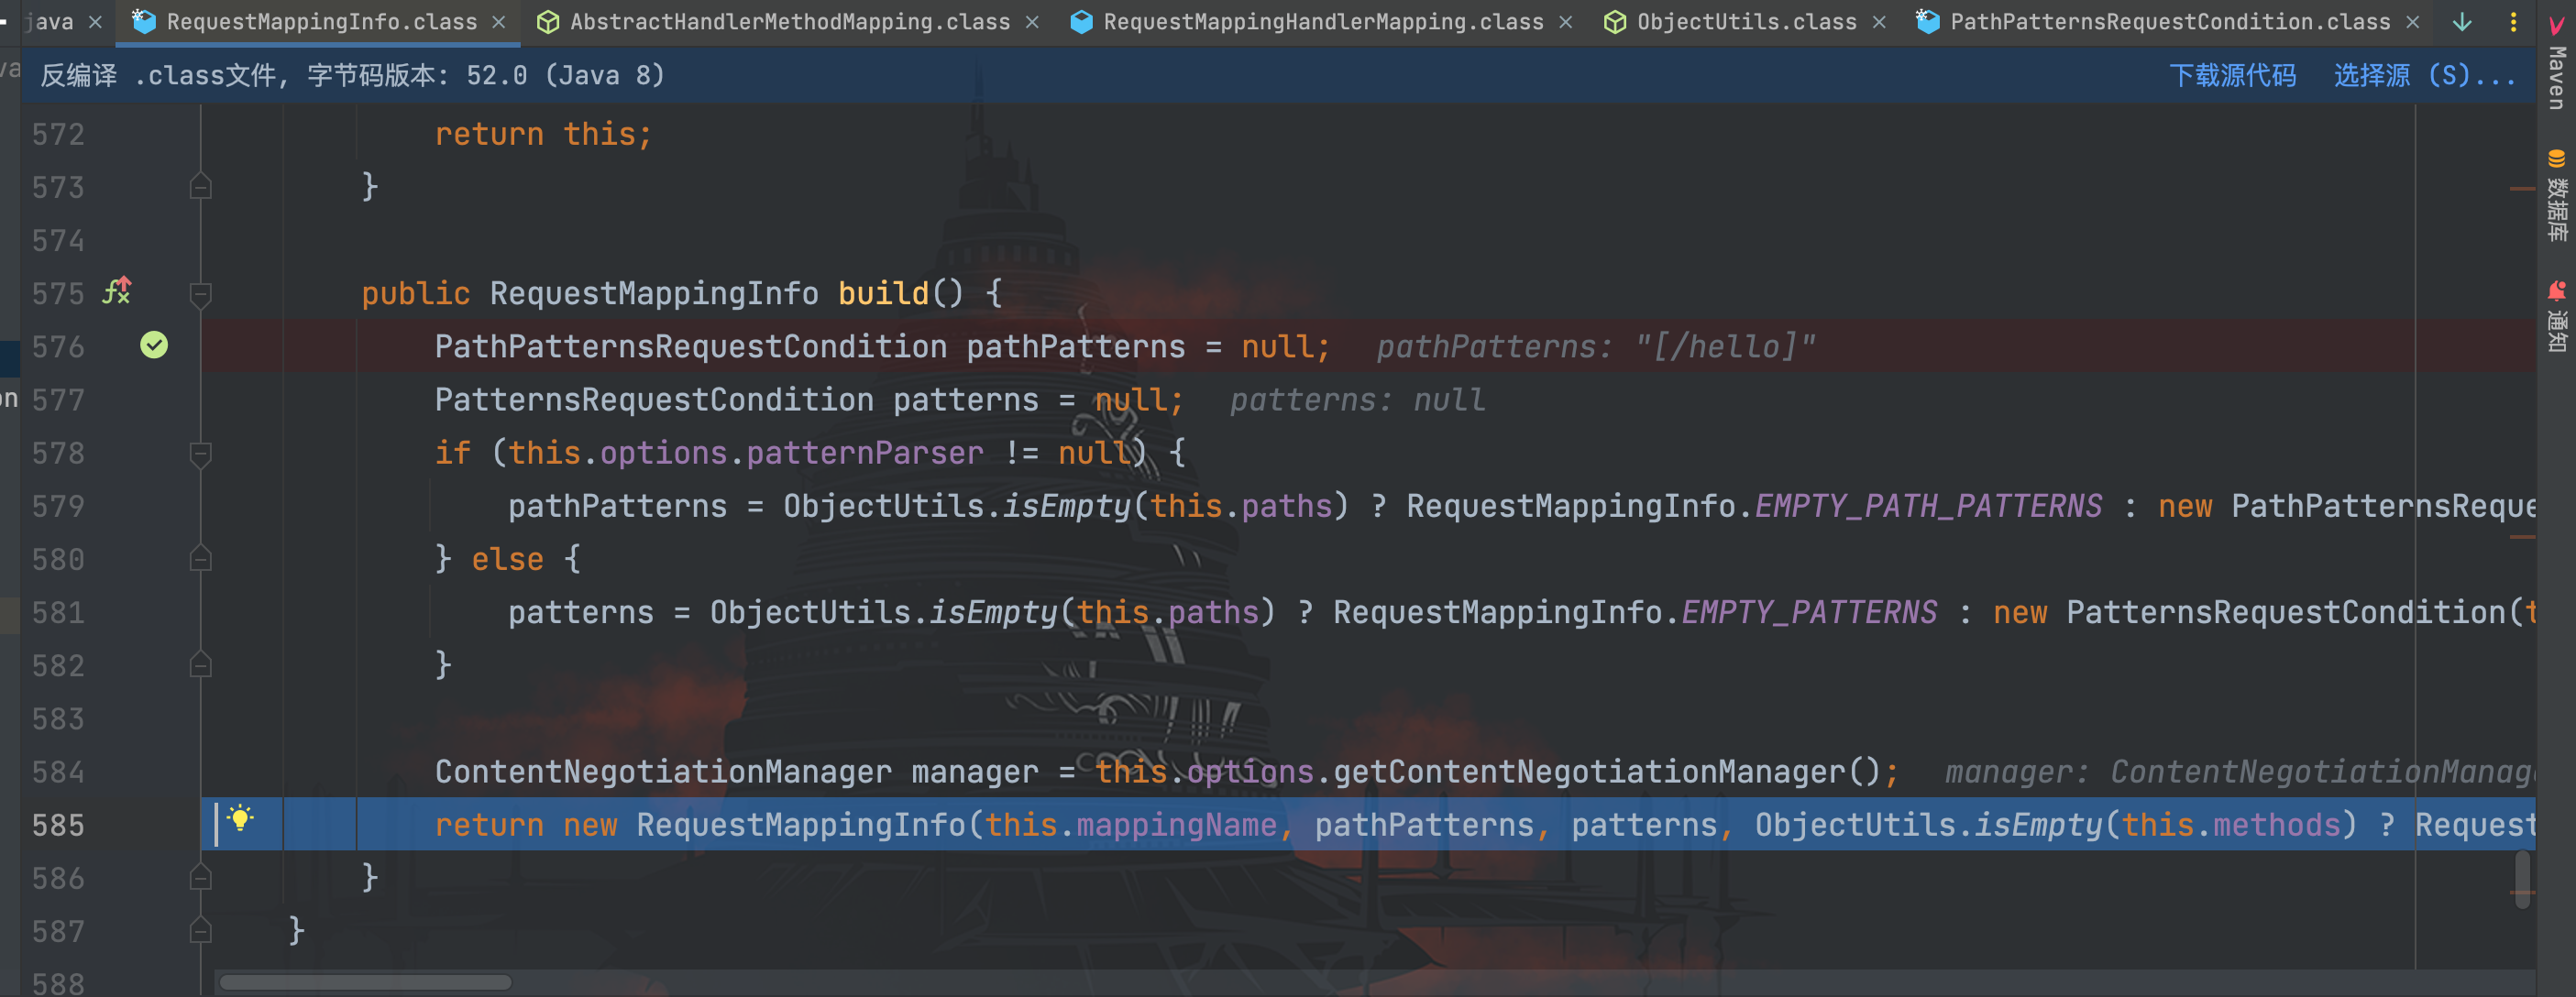 java × RequestMappingInfo.class × AbstractHandlerMethodMapping.class × RequestMappingHandlerMapping.class × ObjectUtils.class × PathPatternsRequestCondition.class ×
反编译 .class文件, 字节码版本: 52.0 (Java 8) 下载源代码 选择源 (S)...
572 return this;
573 }
574
575 public RequestMappingInfo build() {
576 PathPatternsRequestCondition pathPatterns = null; pathPatterns: "[/hello]"
577 PatternsRequestCondition patterns = null; patterns: null
578 if (this.options.patternParser != null) {
579 pathPatterns = ObjectUtils.isEmpty(this.paths) ? RequestMappingInfo.EMPTY_PATH_PATTERNS : new PathPatternsReque
580 } else {
581 patterns = ObjectUtils.isEmpty(this.paths) ? RequestMappingInfo.EMPTY_PATTERNS : new PatternsRequestCondition(t
582 }
583
584 ContentNegotiationManager manager = this.options.getContentNegotiationManager(); manager: ContentNegotiationManag
585 return new RequestMappingInfo(this.mappingName, pathPatterns, patterns, ObjectUtils.isEmpty(this.methods) ? Request
586 }
587 }
588
Maven
数据库
通知